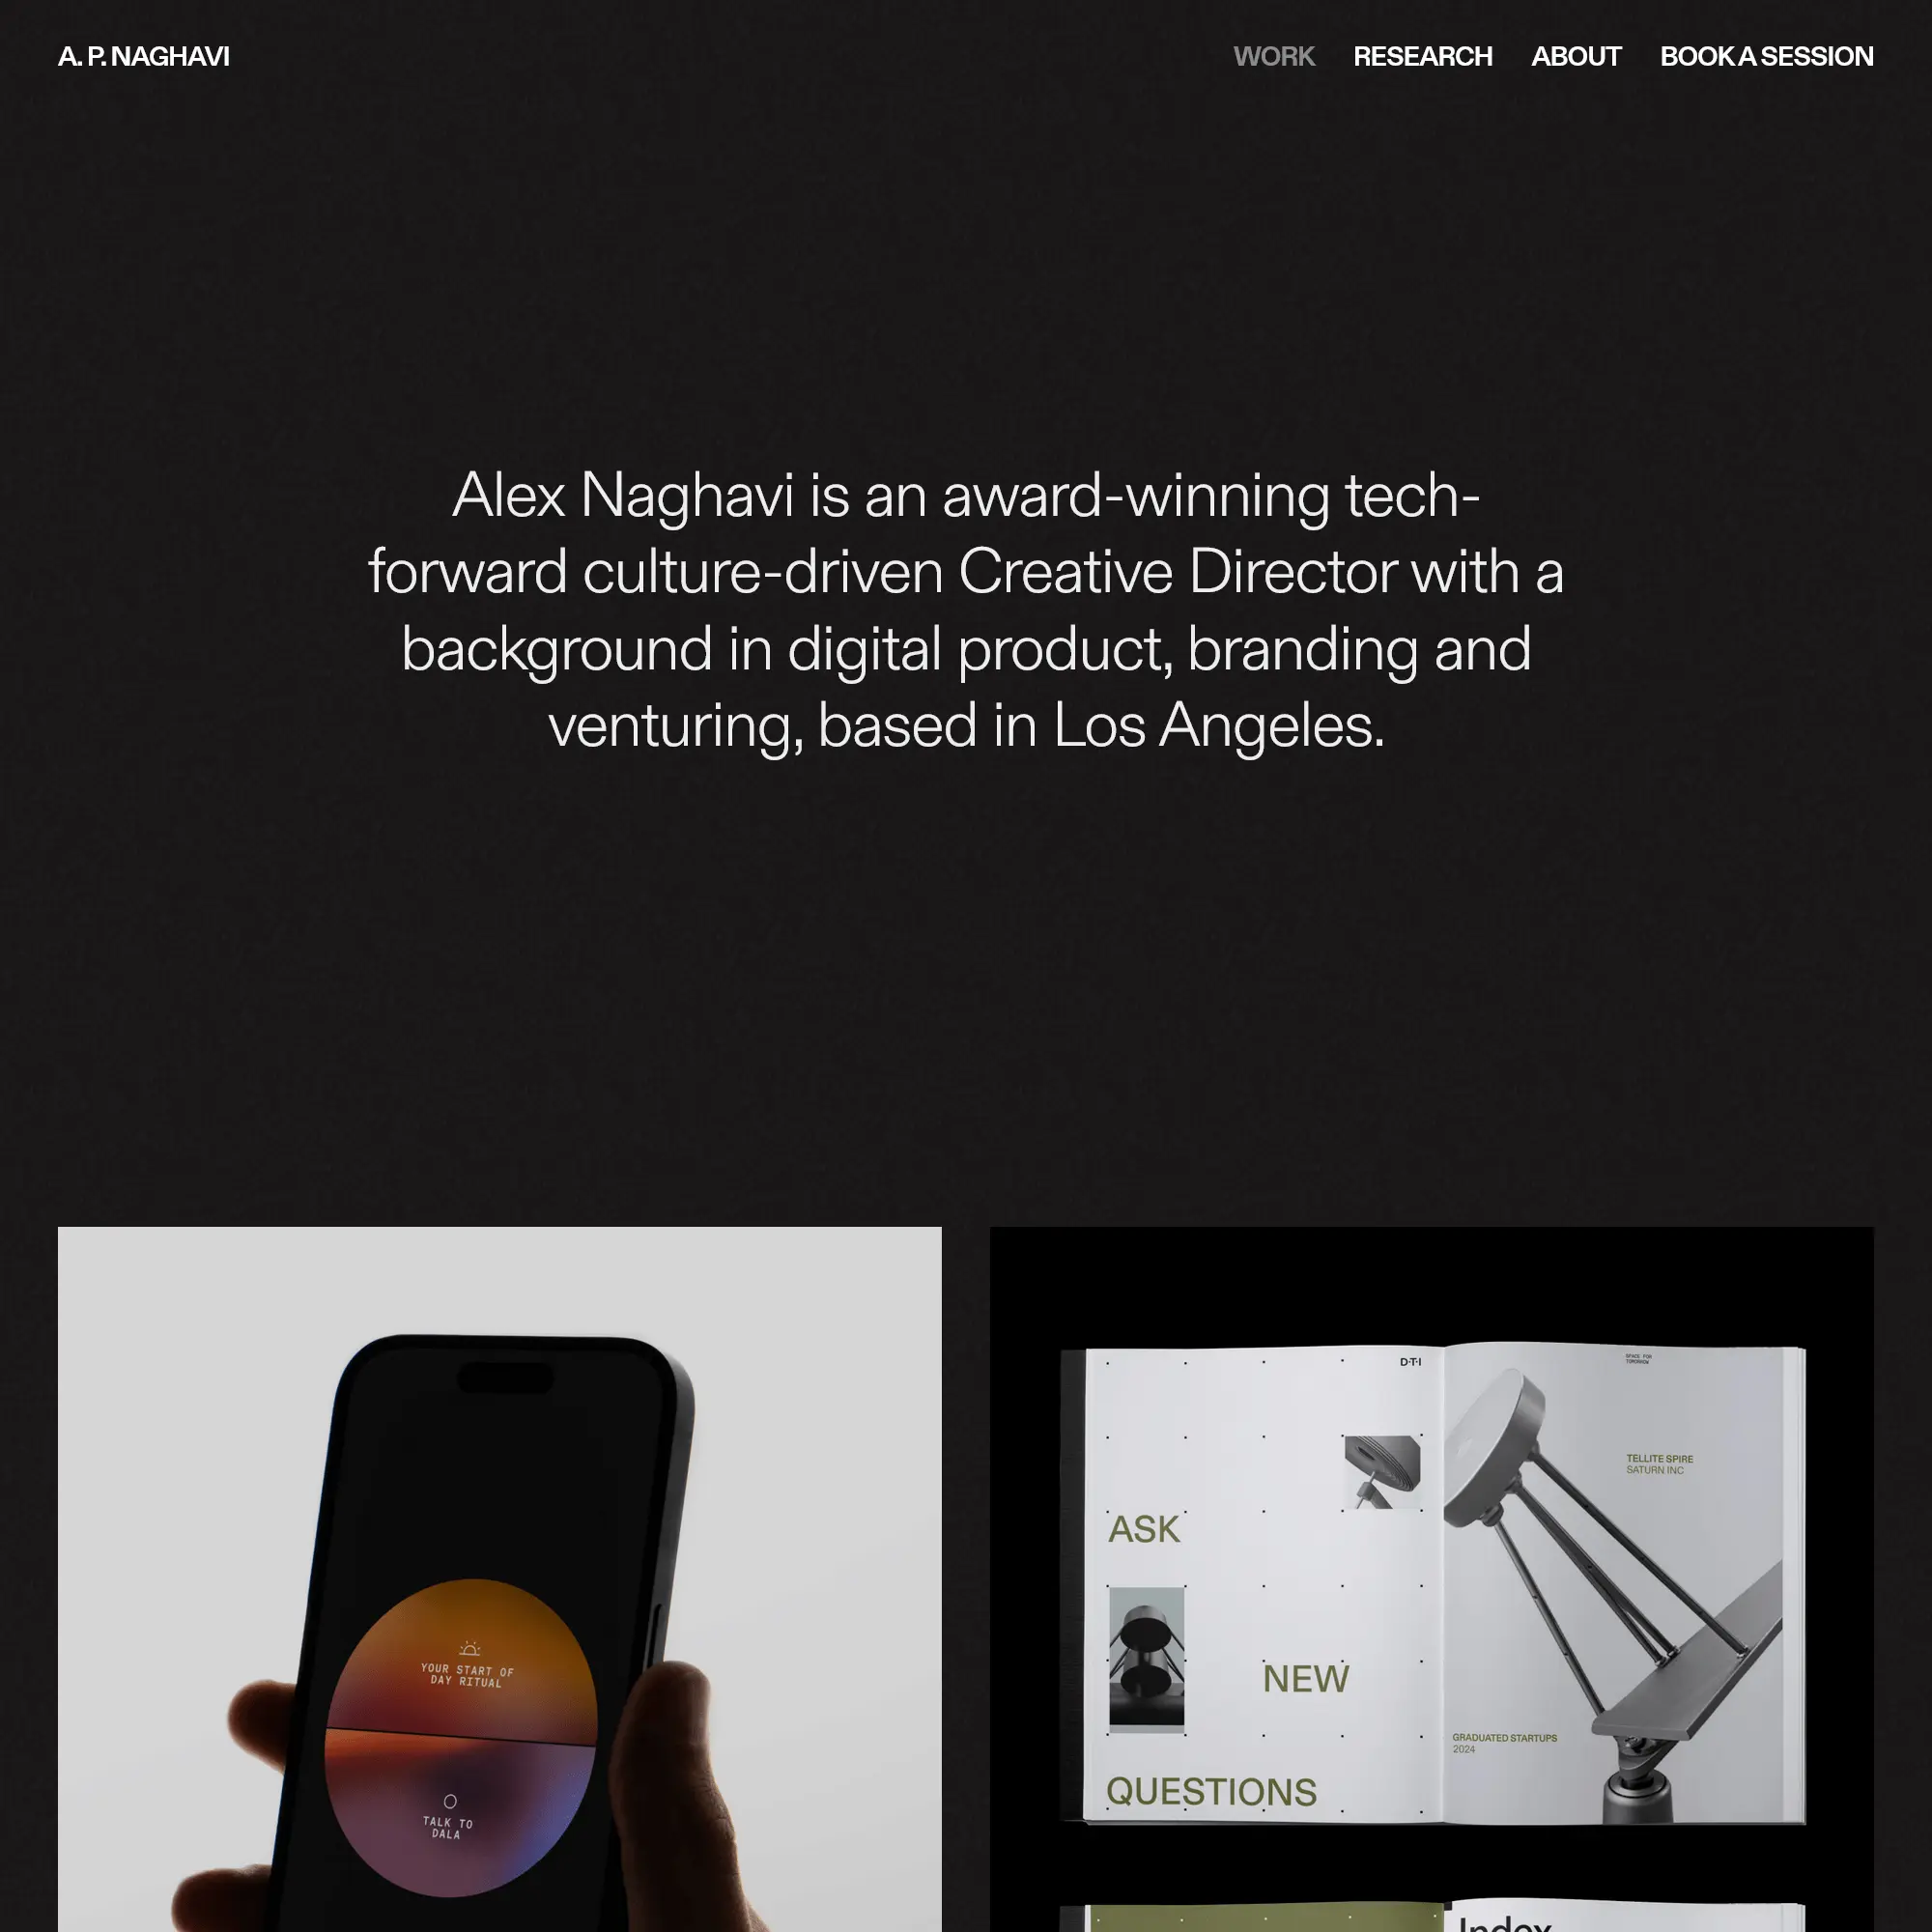 A. P. NAGHAVI
WORK
RESEARCH
ABOUT
BOOK A SESSION
Alex Naghavi is an award-winning tech-
forward culture-driven Creative Director with a
background in digital product, branding and
venturing, based in Los Angeles.
YOUR START OF
DAY RITUAL
TALK TO
DALA
D·T·I
SPACE FOR
TOMORROW
TELLITE SPIRE
SATURN INC
ASK
NEW
GRADUATED STARTUPS
2024
QUESTIONS
Index